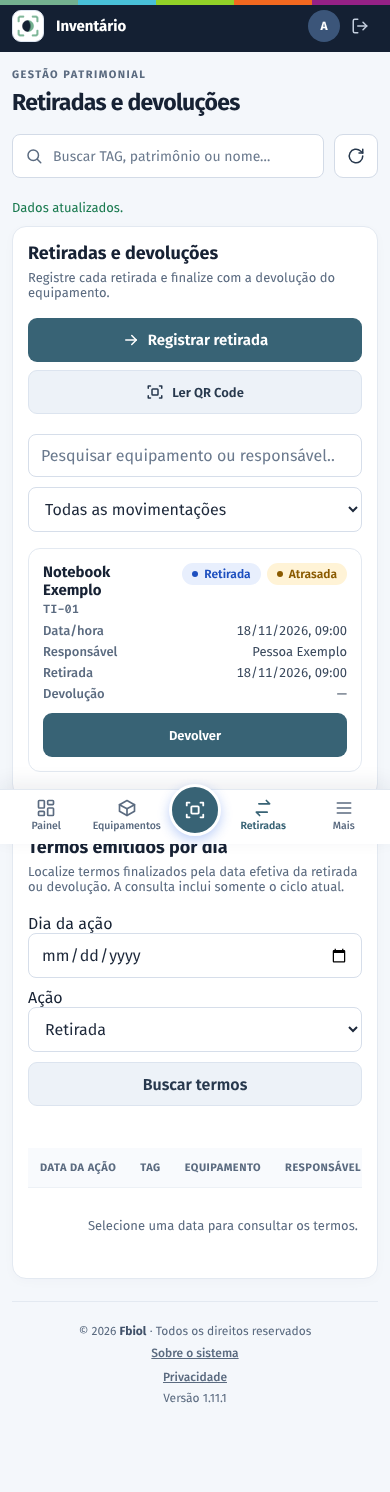 Inventário
A
GESTÃO PATRIMONIAL
Retiradas e devoluções
Buscar TAG, patrimônio ou nome...
Dados atualizados.
Retiradas e devoluções
Registre cada retirada e finalize com a devolução do
equipamento.
Registrar retirada
Ler QR Code
Pesquisar equipamento ou responsável..
Todas as movimentações
Notebook
Exemplo
Retirada
Atrasada
TI-01
Data/hora 18/11/2026, 09:00
Responsável Pessoa Exemplo
Retirada 18/11/2026, 09:00
Devolução —
Devolver
Painel
Equipamentos
Retiradas
Mais
Termos emitidos por dia
Localize termos finalizados pela data efetiva da retirada
ou devolução. A consulta inclui somente o ciclo atual.
Dia da ação
mm/dd/yyyy
Ação
Retirada
Buscar termos
DATA DA AÇÃO TAG EQUIPAMENTO RESPONSÁVEL
Selecione uma data para consultar os termos.
© 2026 Fbiol · Todos os direitos reservados
Sobre o sistema
Privacidade
Versão 1.11.1